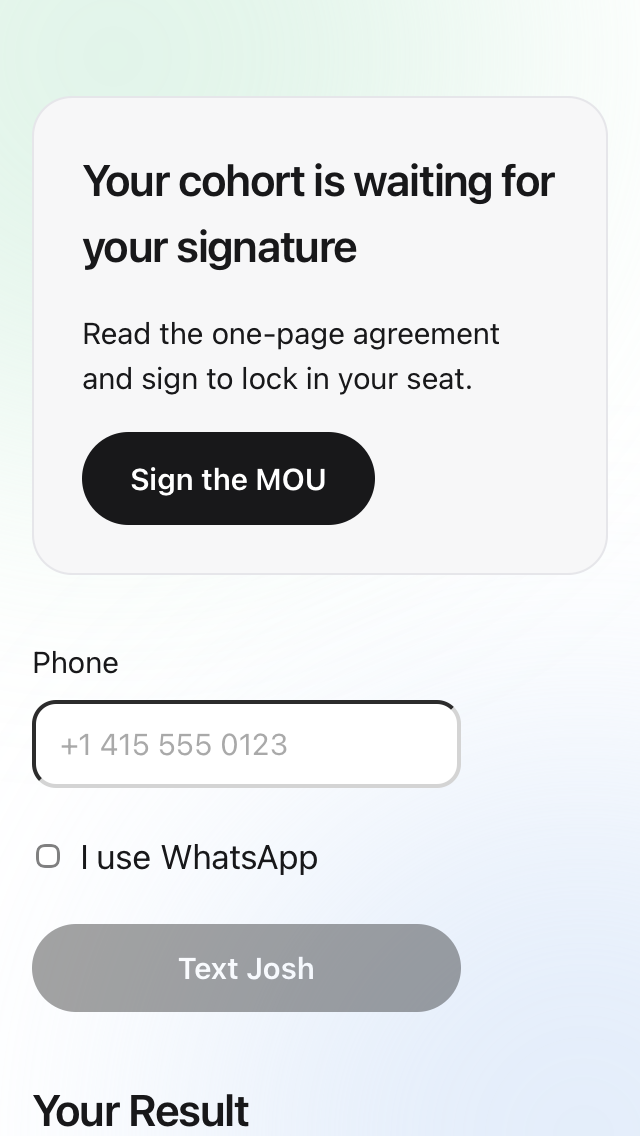 Your cohort is waiting for
your signature
Read the one-page agreement
and sign to lock in your seat.
Sign the MOU
Phone
+1 415 555 0123
I use WhatsApp
Text Josh
Your Result